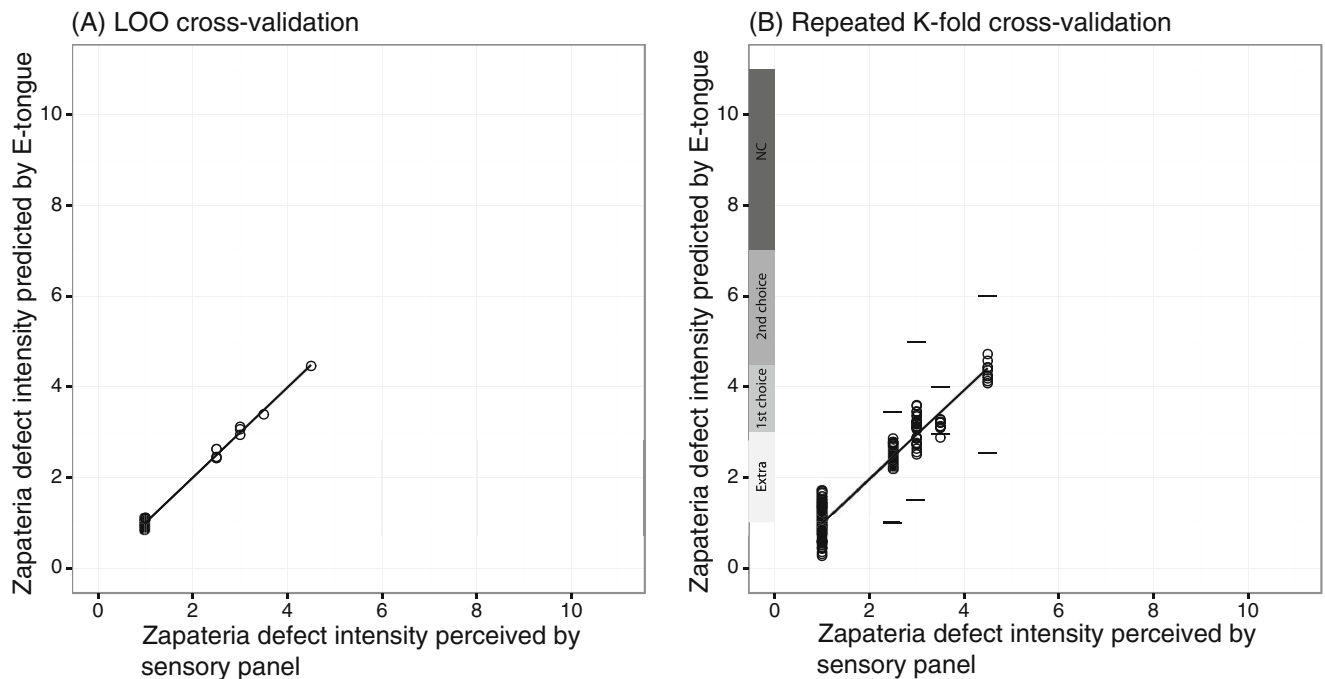 (A) LOO cross-validation
Zapateria defect intensity predicted by E-tongue
10
8
6
4
2
0
0 2 4 6 8 10
Zapateria defect intensity perceived by
sensory panel
(B) Repeated K-fold cross-validation
Zapateria defect intensity predicted by E-tongue
10
8
6
4
2
0
NC
2nd choice
1st choice
Extra
0 2 4 6 8 10
Zapateria defect intensity perceived by
sensory panel